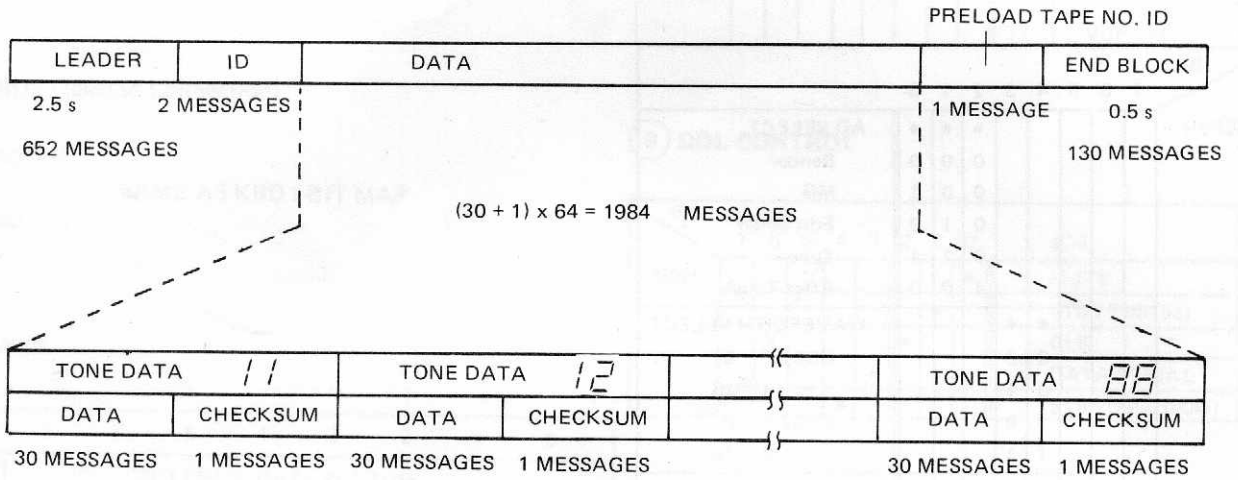 PRELOAD TAPE NO. ID
LEADER ID DATA END BLOCK
2.5 s 2 MESSAGES 1 MESSAGE 0.5 s
652 MESSAGES 130 MESSAGES
(30 + 1) x 64 = 1984 MESSAGES
TONE DATA 11 TONE DATA 12 TONE DATA 88
DATA CHECKSUM DATA CHECKSUM DATA CHECKSUM
30 MESSAGES 1 MESSAGES 30 MESSAGES 1 MESSAGES 30 MESSAGES 1 MESSAGES